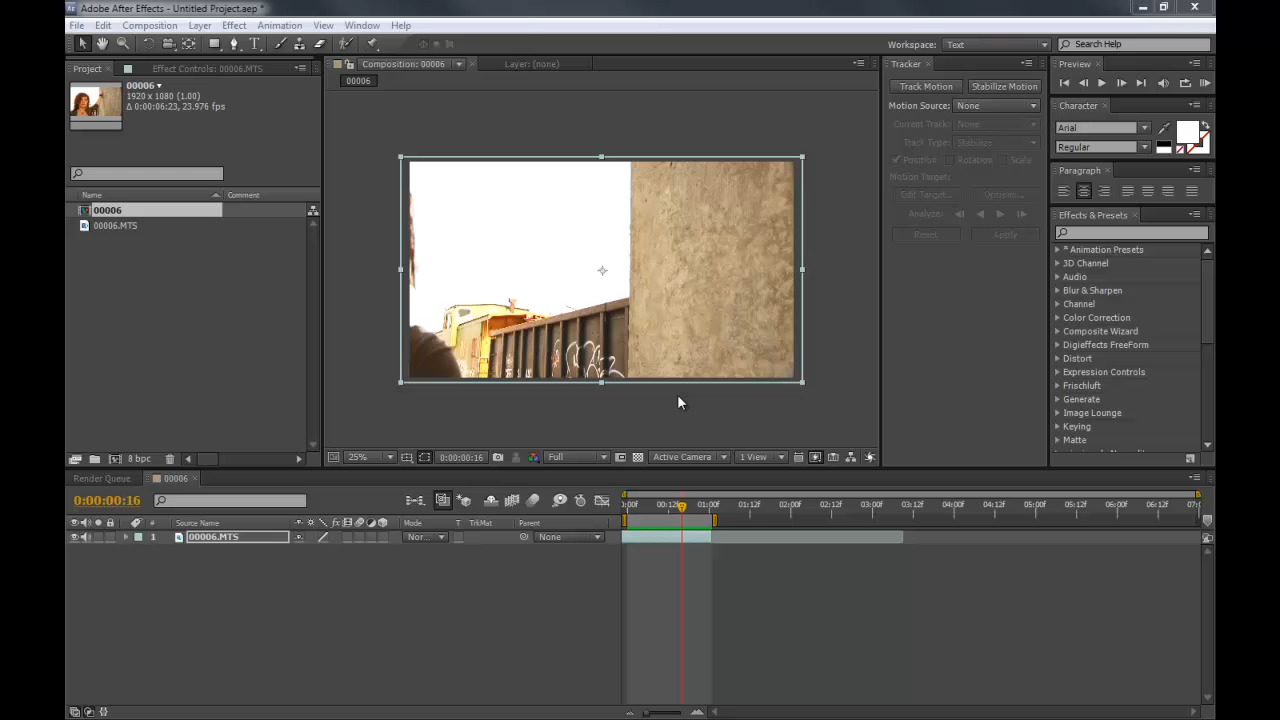 Adobe After Effects - Untitled Project.aep *
File Edit Composition Layer Effect Animation View Window Help
Workspace: Text
Search Help
Project
Effect Controls: 00006.MTS
Composition: 00006
Layer: (none)
Tracker
Preview
00006
1920 x 1080 (1.00)
Δ 0:00:06:23, 23.976 fps
00006
Track Motion Stabilize Motion
Motion Source: None
Current Track: None
Track Type: Stabilize
Position Rotation Scale
Motion Target:
Edit Target... Options...
Analyze:
Reset Apply
Character
Arial
Regular
Paragraph
Effects & Presets
* Animation Presets
3D Channel
Audio
Blur & Sharpen
Channel
Color Correction
Composite Wizard
Digieffects FreeForm
Distort
Expression Controls
Frischluft
Generate
Image Lounge
Keying
Matte
Name Comment
00006
00006.MTS
8 bpc
25% 0:00:00:16 Full Active Camera 1 View
Render Queue 00006
0:00:00:16
00:12f 01:00f 01:12f 02:00f 02:12f 03:00f 03:12f 04:00f 04:12f 05:00f 05:12f 06:00f 06:12f
# Source Name Mode T TrkMat Parent
1 00006.MTS Nor... None